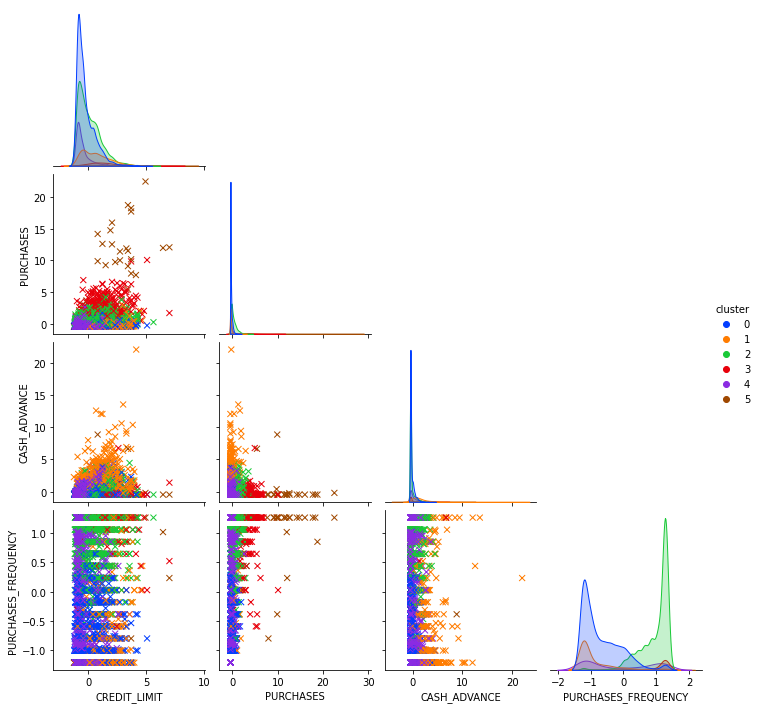 PURCHASES
20
15
10
5
0
cluster
0
1
2
3
4
5
CASH_ADVANCE
20
15
10
5
0
PURCHASES_FREQUENCY
1.0
0.5
0.0
−0.5
−1.0
0 5 10
CREDIT_LIMIT
0 10 20 30
PURCHASES
0 10 20
CASH_ADVANCE
−2 −1 0 1 2
PURCHASES_FREQUENCY